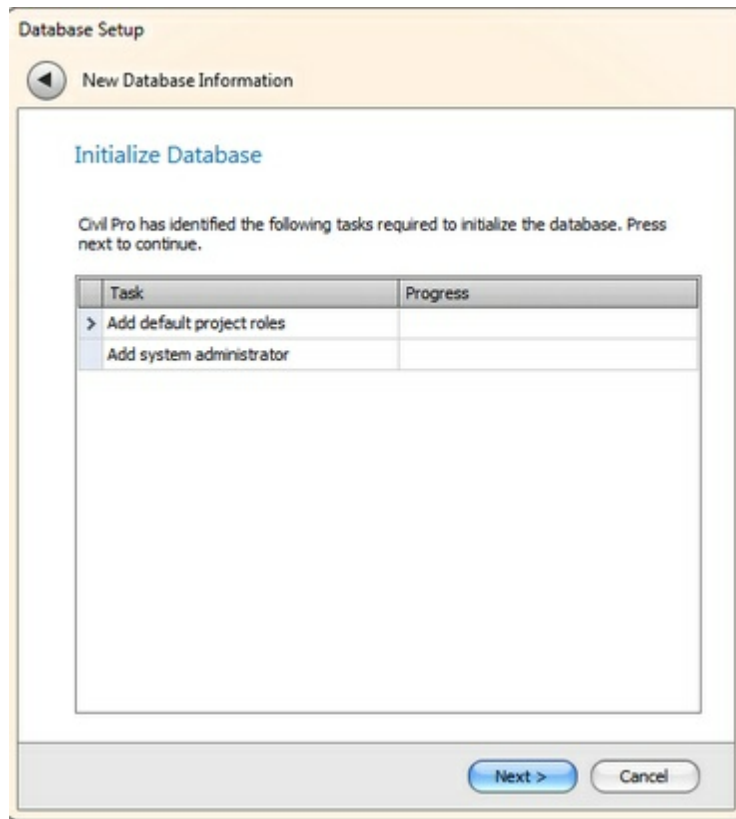 Database Setup
New Database Information
Initialize Database
Civil Pro has identified the following tasks required to initialize the database. Press
next to continue.
Task Progress
Add default project roles
Add system administrator
Next > Cancel